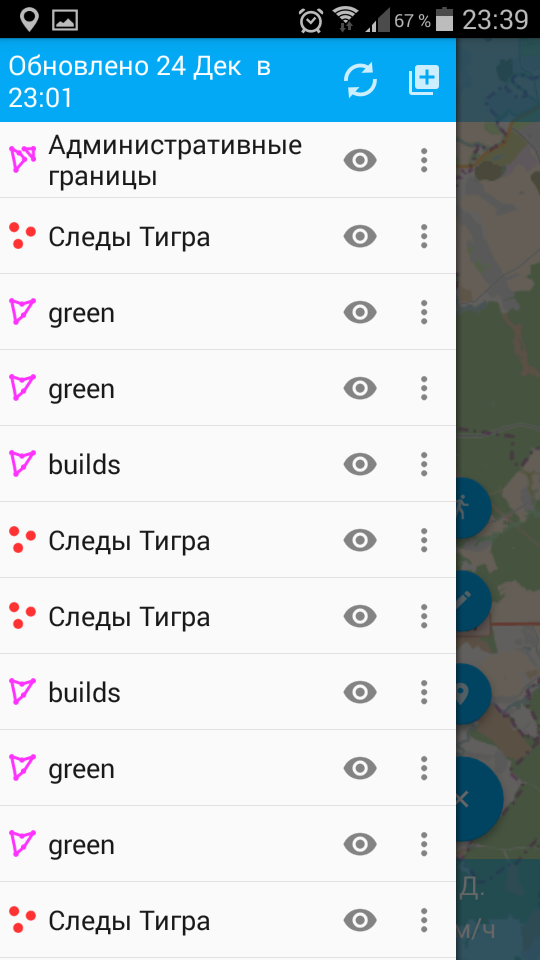 67 % 23:39
Обновлено 24 Дек в
23:01
Административные
границы
Следы Тигра
green
green
builds
Следы Тигра
Следы Тигра
builds
green
green
Следы Тигра
Д.
м/ч